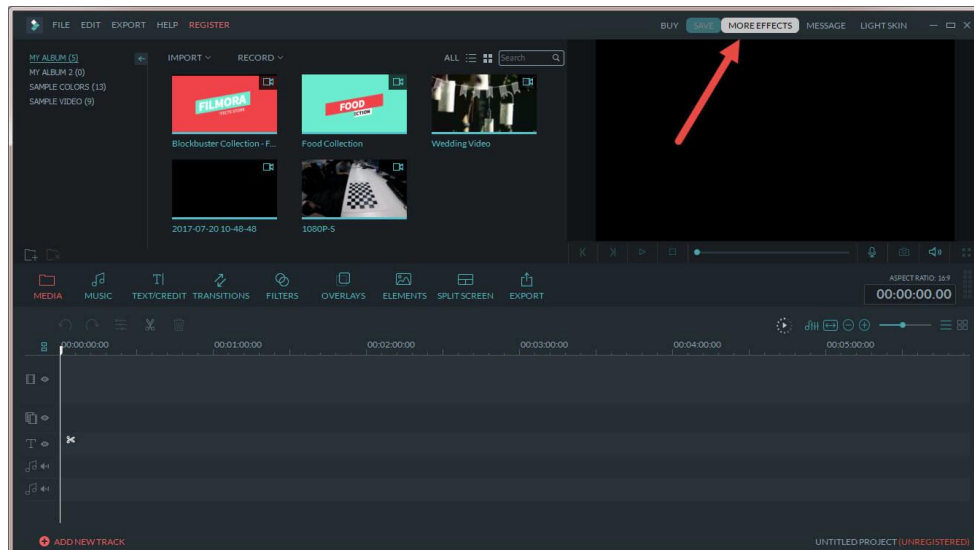 FILE EDIT EXPORT HELP REGISTER
BUY SAVE MORE EFFECTS MESSAGE LIGHT SKIN
MY ALBUM (5)
MY ALBUM 2 (0)
SAMPLE COLORS (13)
SAMPLE VIDEO (9)
IMPORT RECORD ALL Search
FILMORA
FOOD
Blockbuster Collection - F... Food Collection Wedding Video
2017-07-20 10-48-48 1080P-S
MEDIA MUSIC TEXT/CREDIT TRANSITIONS FILTERS OVERLAYS ELEMENTS SPLIT SCREEN EXPORT
ASPECT RATIO: 16:9
00:00:00.00
00:00:00:00 00:01:00:00 00:02:00:00 00:03:00:00 00:04:00:00 00:05:00:00
ADD NEW TRACK
UNTITLED PROJECT (UNREGISTERED)